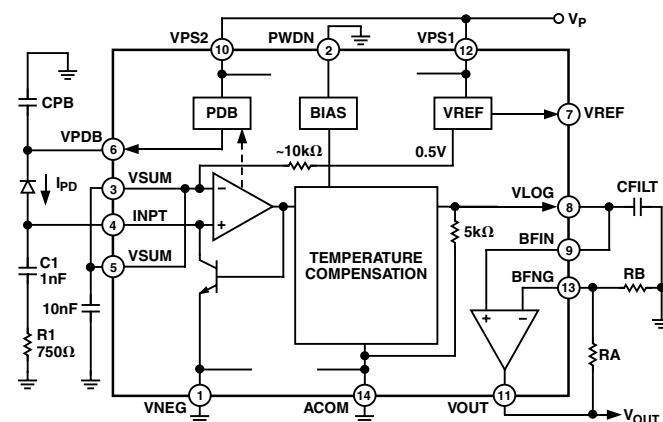 VP
VPS2
PWDN
VPS1
10
2
12
CPB
PDB
BIAS
VREF
7
VREF
VPDB
6
~10kΩ
0.5V
IPD
VSUM
3
VLOG
CFILT
8
INPT
4
5kΩ
BFIN
9
VSUM
5
C1
1nF
TEMPERATURE
COMPENSATION
BFNG
13
RB
10nF
R1
750Ω
RA
1
14
11
VNEG
ACOM
VOUT
VOUT